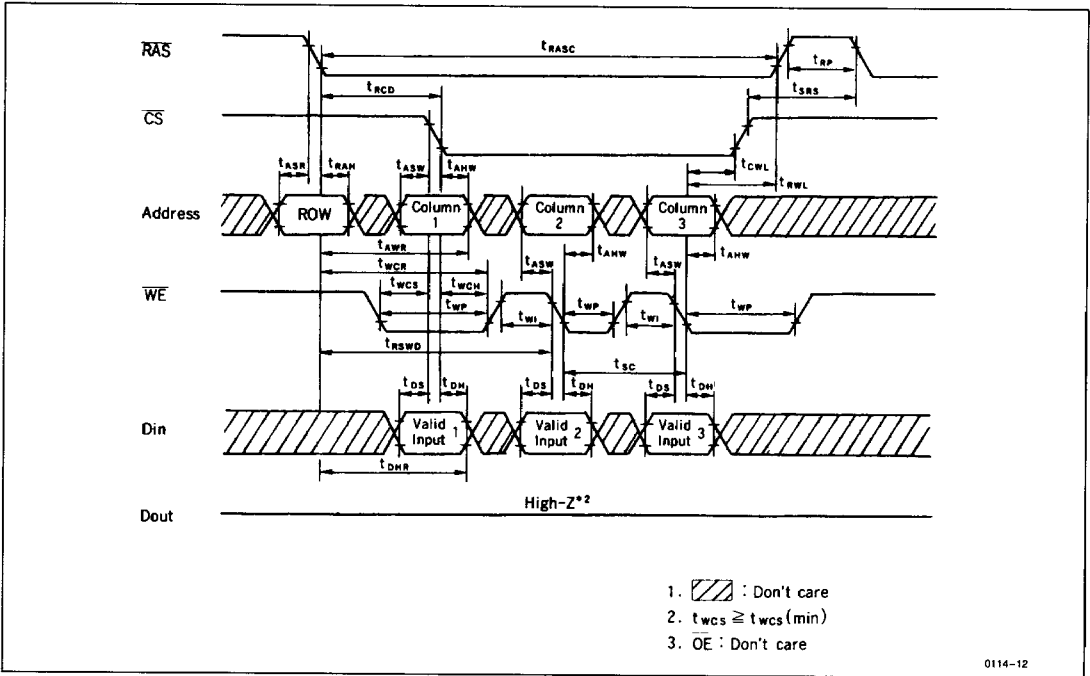 RAS
tRASC
tRP
tRCD
tSRS
CS
tASR
tRAH
tASW
tAHW
tCWL
tRWL
Address
ROW
Column 1
Column 2
Column 3
tAWR
tAHW
tAHW
tWCR
tASW
tASW
WE
tWCS
tWCH
tWP
tWP
tWP
tWI
tWI
tRSWD
tSC
tDS
tDH
tDS
tDH
tDS
tDH
Din
Valid Input 1
Valid Input 2
Valid Input 3
tDHR
High-Z*2
Dout
1. : Don't care
2. twcs ≧ twcs(min)
3. OE : Don't care
0114-12